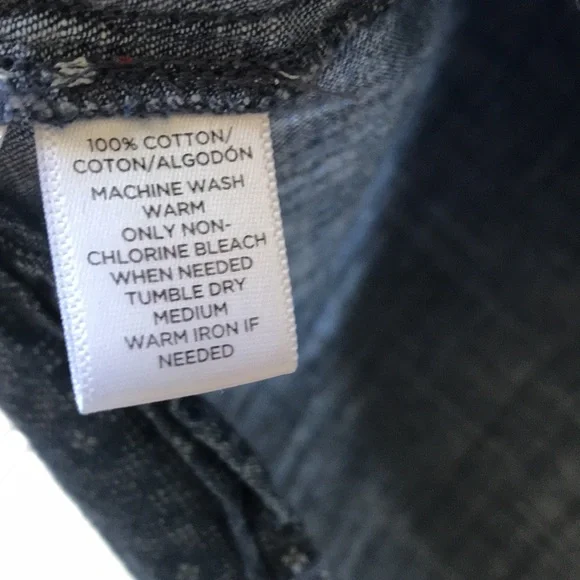 100% COTTON/
COTON/ALGODÓN
MACHINE WASH
WARM
ONLY NON-
CHLORINE BLEACH
WHEN NEEDED
TUMBLE DRY
MEDIUM
WARM IRON IF
NEEDED